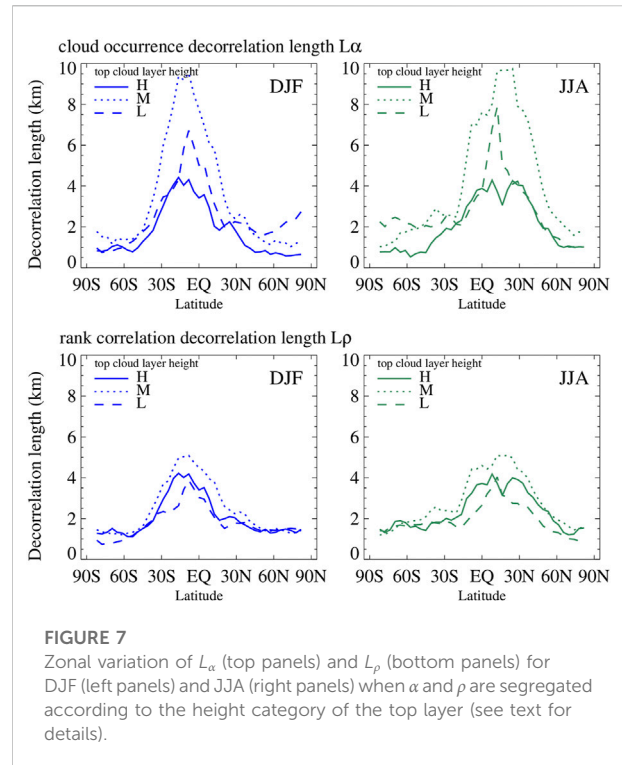 cloud occurrence decorrelation length Lα
top cloud layer height
H
M
L
DJF
Decorrelation length (km)
10
8
6
4
2
0
90S 60S 30S EQ 30N 60N 90N
Latitude
top cloud layer height
H
M
L
JJA
10
8
6
4
2
0
90S 60S 30S EQ 30N 60N 90N
Latitude
rank correlation decorrelation length Lρ
top cloud layer height
H
M
L
DJF
Decorrelation length (km)
10
8
6
4
2
0
90S 60S 30S EQ 30N 60N 90N
Latitude
top cloud layer height
H
M
L
JJA
10
8
6
4
2
0
90S 60S 30S EQ 30N 60N 90N
Latitude
FIGURE 7
Zonal variation of Lα (top panels) and Lρ (bottom panels) for
DJF (left panels) and JJA (right panels) when α and ρ are segregated
according to the height category of the top layer (see text for
details).